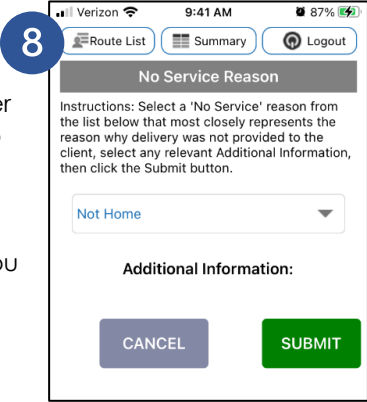 8
Verizon 9:41 AM 87%
Route List Summary Logout
No Service Reason
er
Instructions: Select a 'No Service' reason from
the list below that most closely represents the
reason why delivery was not provided to the
client, select any relevant Additional Information,
then click the Submit button.
Not Home
OU
Additional Information:
CANCEL SUBMIT